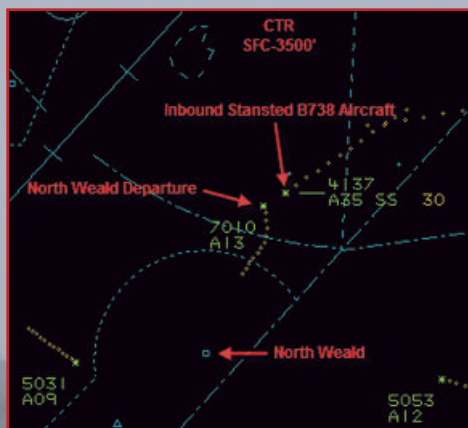 CTR
SFC-3500'
Inbound Stansted B738 Aircraft
North Weald Departure
4137
A35 SS 30
7010
A13
North Weald
5031
A09
5053
A12